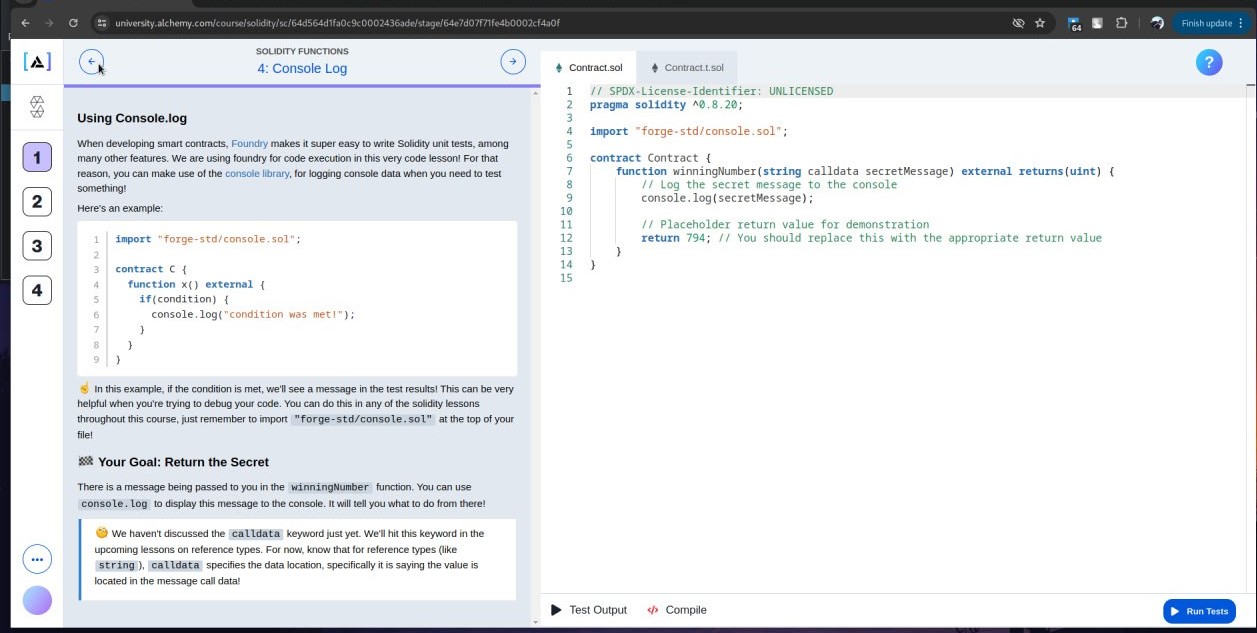 university.alchemy.com/course/solidity/sc/64d564d1fa0c9c0002436ade/stage/64e7d07f71fe4b0002cf4a0f
64
Finish update
[A]
SOLIDITY FUNCTIONS
4: Console Log
1
2
3
4
Using Console.log
When developing smart contracts, Foundry makes it super easy to write Solidity unit tests, among
many other features. We are using foundry for code execution in this very code lesson! For that
reason, you can make use of the console library, for logging console data when you need to test
something!
Here's an example:
1 import "forge-std/console.sol";
2
3 contract C {
4 function x() external {
5 if(condition) {
6 console.log("condition was met!");
7 }
8 }
9 }
☝ In this example, if the condition is met, we'll see a message in the test results! This can be very
helpful when you're trying to debug your code. You can do this in any of the solidity lessons
throughout this course, just remember to import "forge-std/console.sol" at the top of your
file!
🏁 Your Goal: Return the Secret
There is a message being passed to you in the winningNumber function. You can use
console.log to display this message to the console. It will tell you what to do from there!
🧐 We haven't discussed the calldata keyword just yet. We'll hit this keyword in the
upcoming lessons on reference types. For now, know that for reference types (like
string), calldata specifies the data location, specifically it is saying the value is
located in the message call data!
Contract.sol
Contract.t.sol
?
1 // SPDX-License-Identifier: UNLICENSED
2 pragma solidity ^0.8.20;
3
4 import "forge-std/console.sol";
5
6 contract Contract {
7 function winningNumber(string calldata secretMessage) external returns(uint) {
8 // Log the secret message to the console
9 console.log(secretMessage);
10
11 // Placeholder return value for demonstration
12 return 794; // You should replace this with the appropriate return value
13 }
14 }
15
Test Output
</> Compile
Run Tests